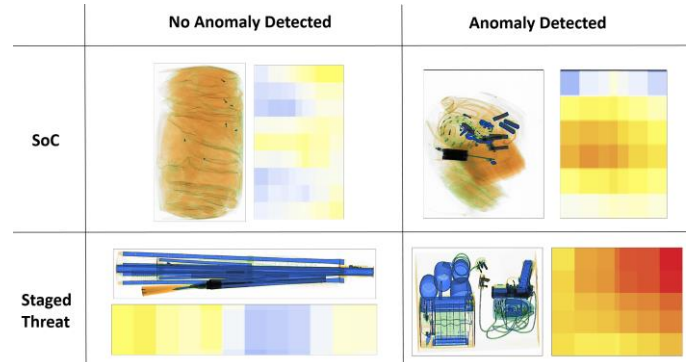 No Anomaly Detected
Anomaly Detected
SoC
Staged
Threat